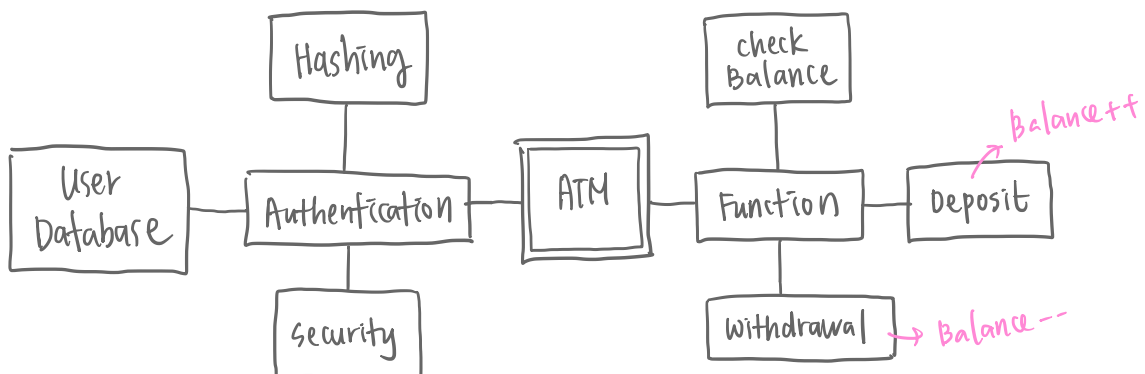 Hashing
check
Balance
Balance++
User
Database
Authentication
ATM
Function
Deposit
security
Withdrawal
Balance--